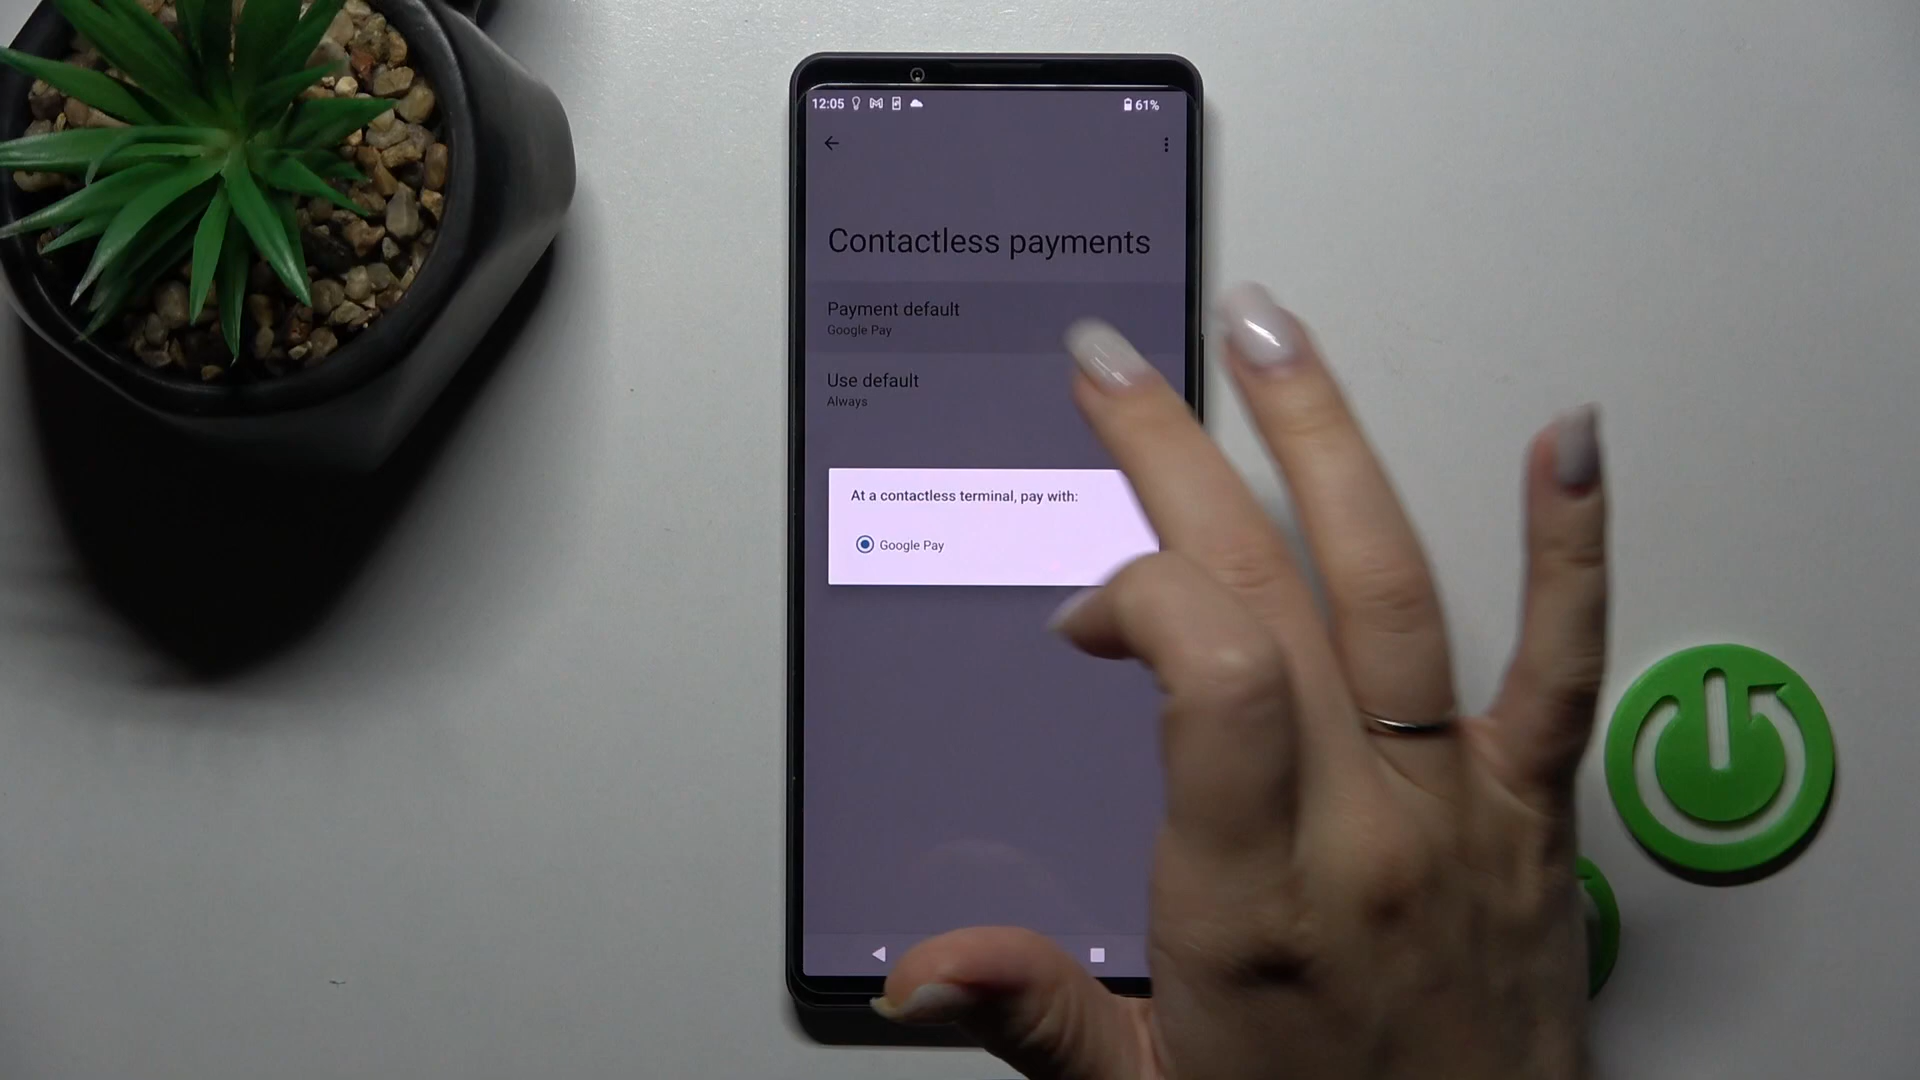 12:05
61%
Contactless payments
Payment default
Google Pay
Use default
Always
At a contactless terminal, pay with:
Google Pay